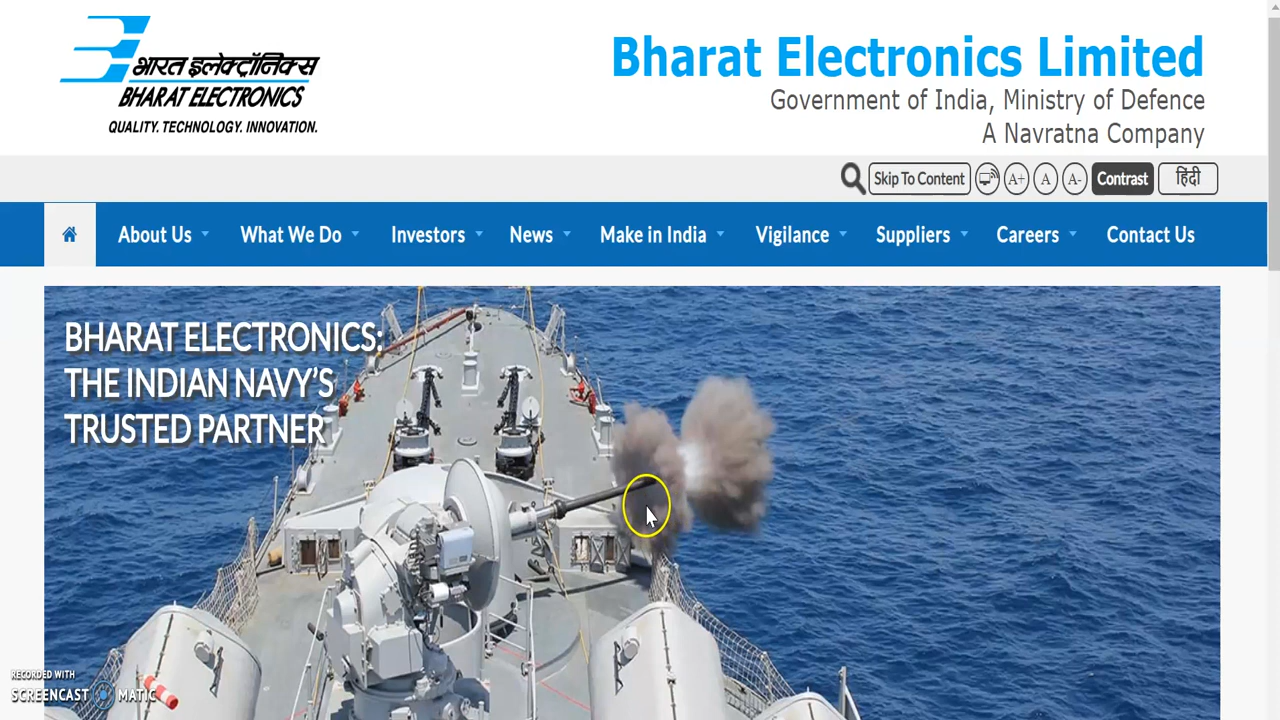 भारत इलेक्ट्रॉनिक्स
BHARAT ELECTRONICS
QUALITY. TECHNOLOGY. INNOVATION.
Bharat Electronics Limited
Government of India, Ministry of Defence
A Navratna Company
Skip To Content A+ A A- Contrast हिंदी
About Us What We Do Investors News Make in India Vigilance Suppliers Careers Contact Us
BHARAT ELECTRONICS:
THE INDIAN NAVY'S
TRUSTED PARTNER
RECORDED WITH
SCREENCAST MATIC